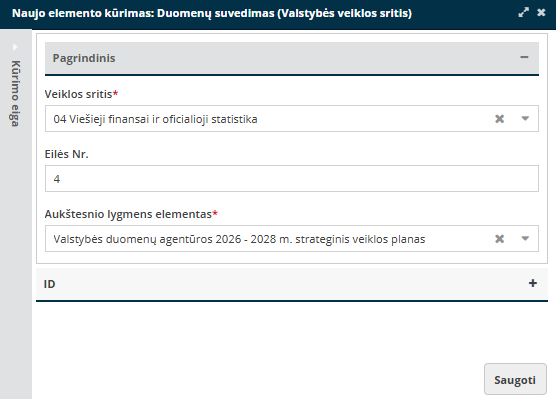 Naujo elemento kūrimas: Duomenų suvedimas (Valstybės veiklos sritis)
Kūrimo eiga
Pagrindinis
Veiklos sritis*
04 Viešieji finansai ir oficialioji statistika
Eilės Nr.
4
Aukštesnio lygmens elementas*
Valstybės duomenų agentūros 2026 - 2028 m. strateginis veiklos planas
ID
Saugoti